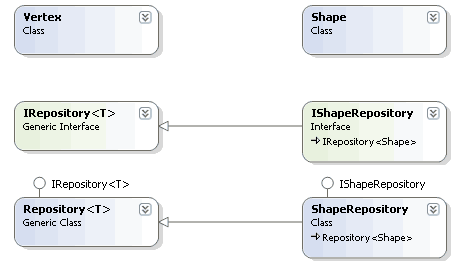 Vertex
Class
Shape
Class
IRepository<T>
Generic Interface
IShapeRepository
Interface
IRepository<Shape>
IRepository<T>
IShapeRepository
Repository<T>
Generic Class
ShapeRepository
Class
Repository<Shape>